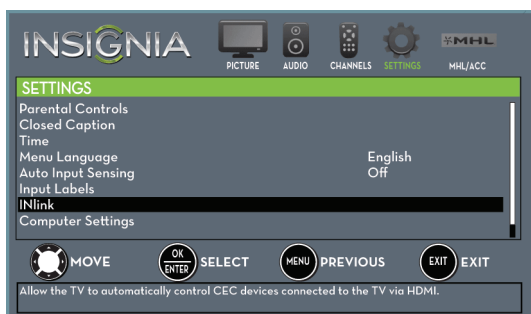 INSIGNIA
PICTURE AUDIO CHANNELS SETTINGS MHL MHL/ACC
SETTINGS
Parental Controls
Closed Caption
Time
Menu Language English
Auto Input Sensing Off
Input Labels
INlink
Computer Settings
MOVE OK ENTER SELECT MENU PREVIOUS EXIT EXIT
Allow the TV to automatically control CEC devices connected to the TV via HDMI.